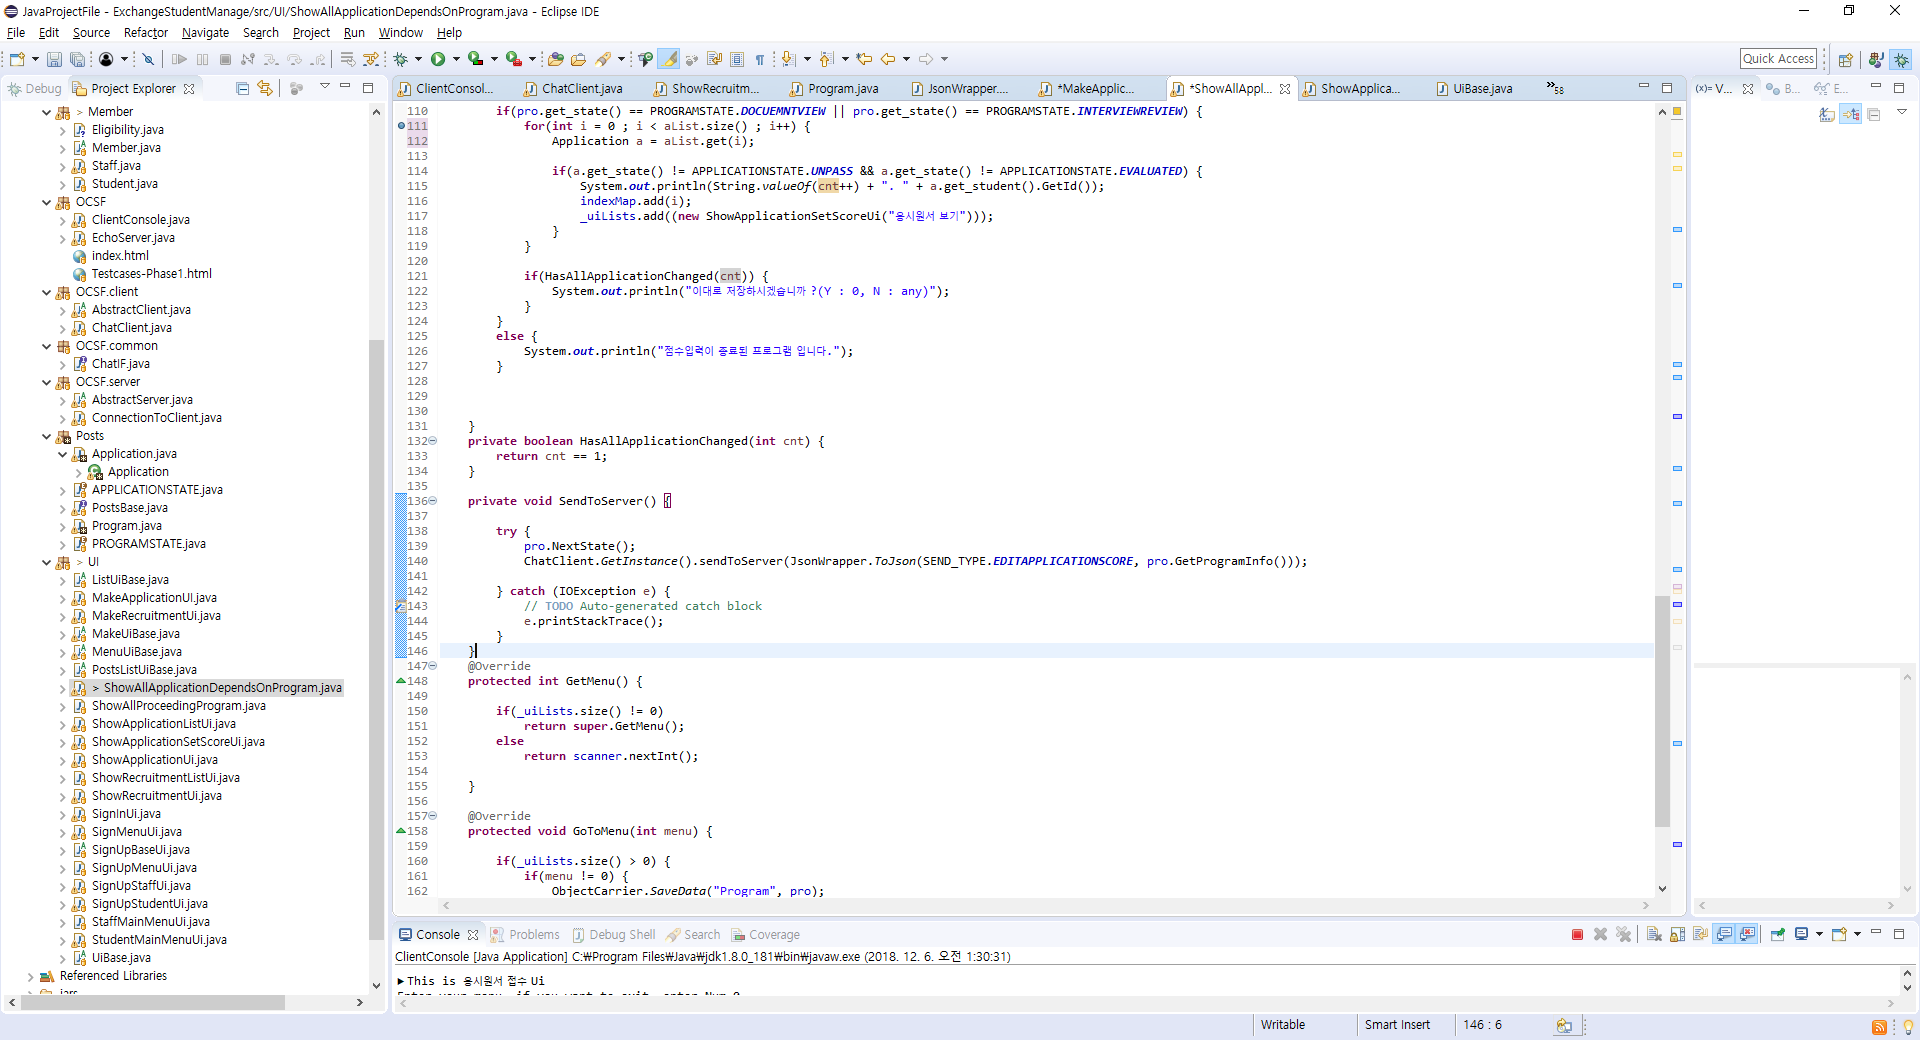 JavaProjectFile - ExchangeStudentManage/src/UI/ShowAllApplicationDependsOnProgram.java - Eclipse IDE
File Edit Source Refactor Navigate Search Project Run Window Help
Quick Access
Debug Project Explorer
> Member
Eligibility.java
Member.java
Staff.java
Student.java
OCSF
ClientConsole.java
EchoServer.java
index.html
Testcases-Phase1.html
OCSF.client
AbstractClient.java
ChatClient.java
OCSF.common
ChatIF.java
OCSF.server
AbstractServer.java
ConnectionToClient.java
Posts
Application.java
Application
APPLICATIONSTATE.java
PostsBase.java
Program.java
PROGRAMSTATE.java
> UI
ListUiBase.java
MakeApplicationUI.java
MakeRecruitmentUi.java
MakeUiBase.java
MenuUiBase.java
PostsListUiBase.java
> ShowAllApplicationDependsOnProgram.java
ShowAllProceedingProgram.java
ShowApplicationListUi.java
ShowApplicationSetScoreUi.java
ShowApplicationUi.java
ShowRecruitmentListUi.java
ShowRecruitmentUi.java
SignInUi.java
SignMenuUi.java
SignUpBaseUi.java
SignUpMenuUi.java
SignUpStaffUi.java
SignUpStudentUi.java
StaffMainMenuUi.java
StudentMainMenuUi.java
UiBase.java
Referenced Libraries
jars
ClientConsol... ChatClient.java ShowRecruitm... Program.java JsonWrapper.... *MakeApplic... *ShowAllAppl... ShowApplica... UiBase.java »58
110 if(pro.get_state() == PROGRAMSTATE.DOCUEMNTVIEW || pro.get_state() == PROGRAMSTATE.INTERVIEWREVIEW) {
111 for(int i = 0 ; i < aList.size() ; i++) {
112 Application a = aList.get(i);
113
114 if(a.get_state() != APPLICATIONSTATE.UNPASS && a.get_state() != APPLICATIONSTATE.EVALUATED) {
115 System.out.println(String.valueOf(cnt++) + ". " + a.get_student().GetId());
116 indexMap.add(i);
117 _uiLists.add((new ShowApplicationSetScoreUi("응시원서 보기")));
118 }
119 }
120
121 if(HasAllApplicationChanged(cnt)) {
122 System.out.println("이대로 저장하시겠습니까 ?(Y : 0, N : any)");
123 }
124 }
125 else {
126 System.out.println("점수입력이 종료된 프로그램 입니다.");
127 }
128
129
130
131 }
132 private boolean HasAllApplicationChanged(int cnt) {
133 return cnt == 1;
134 }
135
136 private void SendToServer() {
137
138 try {
139 pro.NextState();
140 ChatClient.GetInstance().sendToServer(JsonWrapper.ToJson(SEND_TYPE.EDITAPPLICATIONSCORE, pro.GetProgramInfo()));
141
142 } catch (IOException e) {
143 // TODO Auto-generated catch block
144 e.printStackTrace();
145 }
146 }
147 @Override
148 protected int GetMenu() {
149
150 if(_uiLists.size() != 0)
151 return super.GetMenu();
152 else
153 return scanner.nextInt();
154
155 }
156
157 @Override
158 protected void GoToMenu(int menu) {
159
160 if(_uiLists.size() > 0) {
161 if(menu != 0) {
162 ObjectCarrier.SaveData("Program", pro);
(x)= V... B... E...
Console Problems Debug Shell Search Coverage
ClientConsole [Java Application] C:₩Program Files₩Java₩jdk1.8.0_181₩bin₩javaw.exe (2018. 12. 6. 오전 1:30:31)
▶This is 응시원서 접수 Ui
Enter your menu, if you want to exit, enter Num 0
Writable Smart Insert 146 : 6